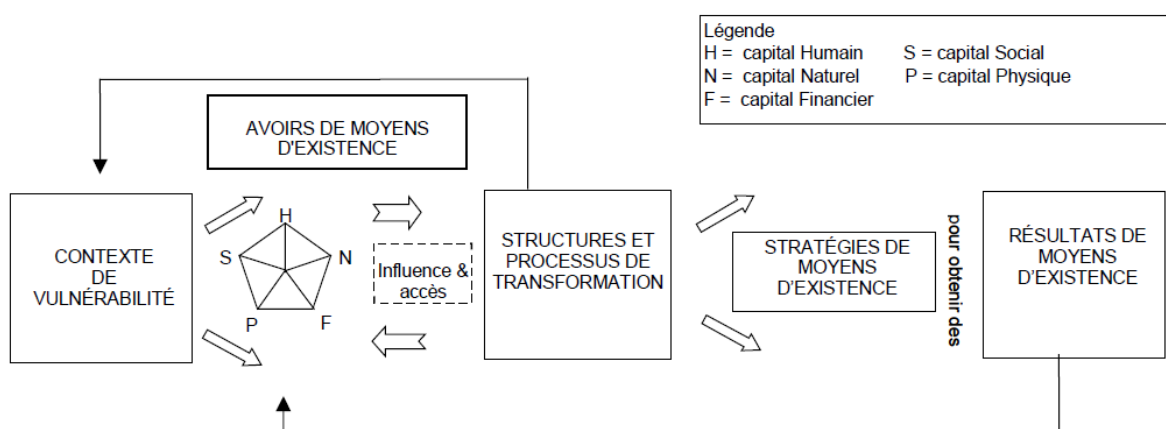 Légende
H = capital Humain S = capital Social
N = capital Naturel P = capital Physique
F = capital Financier
AVOIRS DE MOYENS
D'EXISTENCE
CONTEXTE
DE
VULNÉRABILITÉ
H
S
N
P
F
Influence &
accès
STRUCTURES ET
PROCESSUS DE
TRANSFORMATION
STRATÉGIES DE
MOYENS
D'EXISTENCE
pour obtenir des
RÉSULTATS DE
MOYENS
D'EXISTENCE